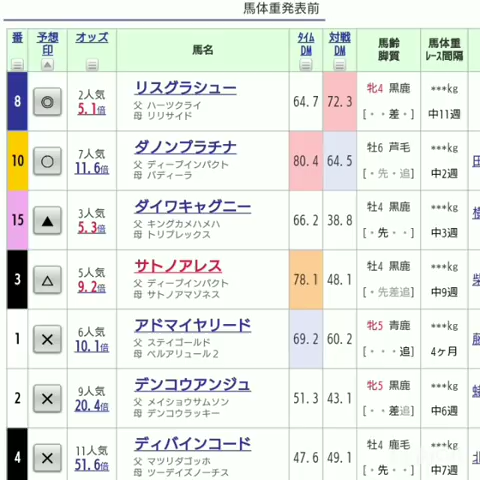 馬体重発表前
番 予想印 オッズ 馬名 タイムDM 対戦DM 馬齢脚質 馬体重ﾚｰｽ間隔
8 ◎ 2人気 5.1倍 リスグラシュー 64.7 72.3 牝4 黒鹿 ***kg
父 ハーツクライ
母 リリサイド [・・差・] 中11週
10 ○ 7人気 11.6倍 ダノンプラチナ 80.4 64.5 牡6 芦毛 ***kg
父 ディープインパクト
母 バディーラ [・先・追] 中2週
15 ▲ 3人気 5.3倍 ダイワキャグニー 66.2 38.8 牡4 黒鹿 ***kg
父 キングカメハメハ
母 トリプレックス [・先・・] 中3週
3 △ 5人気 9.2倍 サトノアレス 78.1 48.1 牡4 黒鹿 ***kg
父 ディープインパクト
母 サトノアマゾネス [・先差追] 中9週
1 × 6人気 10.1倍 アドマイヤリード 69.2 60.2 牝5 青鹿 ***kg
父 ステイゴールド
母 ベルアリュール2 [・・・追] 4ヶ月
2 × 9人気 20.4倍 デンコウアンジュ 51.3 43.1 牝5 黒鹿 ***kg
父 メイショウサムソン
母 デンコウラッキー [・・差追] 中6週
4 × 11人気 51.6倍 ディバインコード 47.6 49.1 牡4 鹿毛 ***kg
父 マツリダゴッホ
母 ツーデイズノーチス [・先・・] 中7週